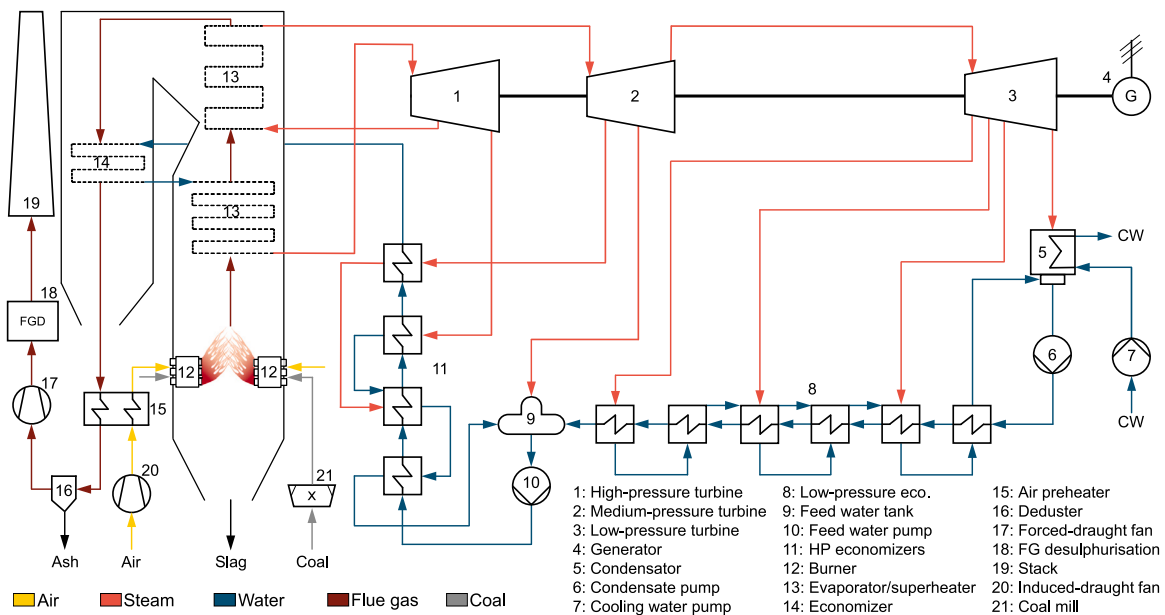 13
1
2
3
4
G
14
13
19
5
CW
18
FGD
12
12
6
7
11
17
15
8
9
CW
20
21
x
16
10
Ash
Air
Slag
Coal
1: High-pressure turbine
2: Medium-pressure turbine
3: Low-pressure turbine
4: Generator
5: Condensator
6: Condensate pump
7: Cooling water pump
8: Low-pressure eco.
9: Feed water tank
10: Feed water pump
11: HP economizers
12: Burner
13: Evaporator/superheater
14: Economizer
15: Air preheater
16: Deduster
17: Forced-draught fan
18: FG desulphurisation
19: Stack
20: Induced-draught fan
21: Coal mill
Air
Steam
Water
Flue gas
Coal